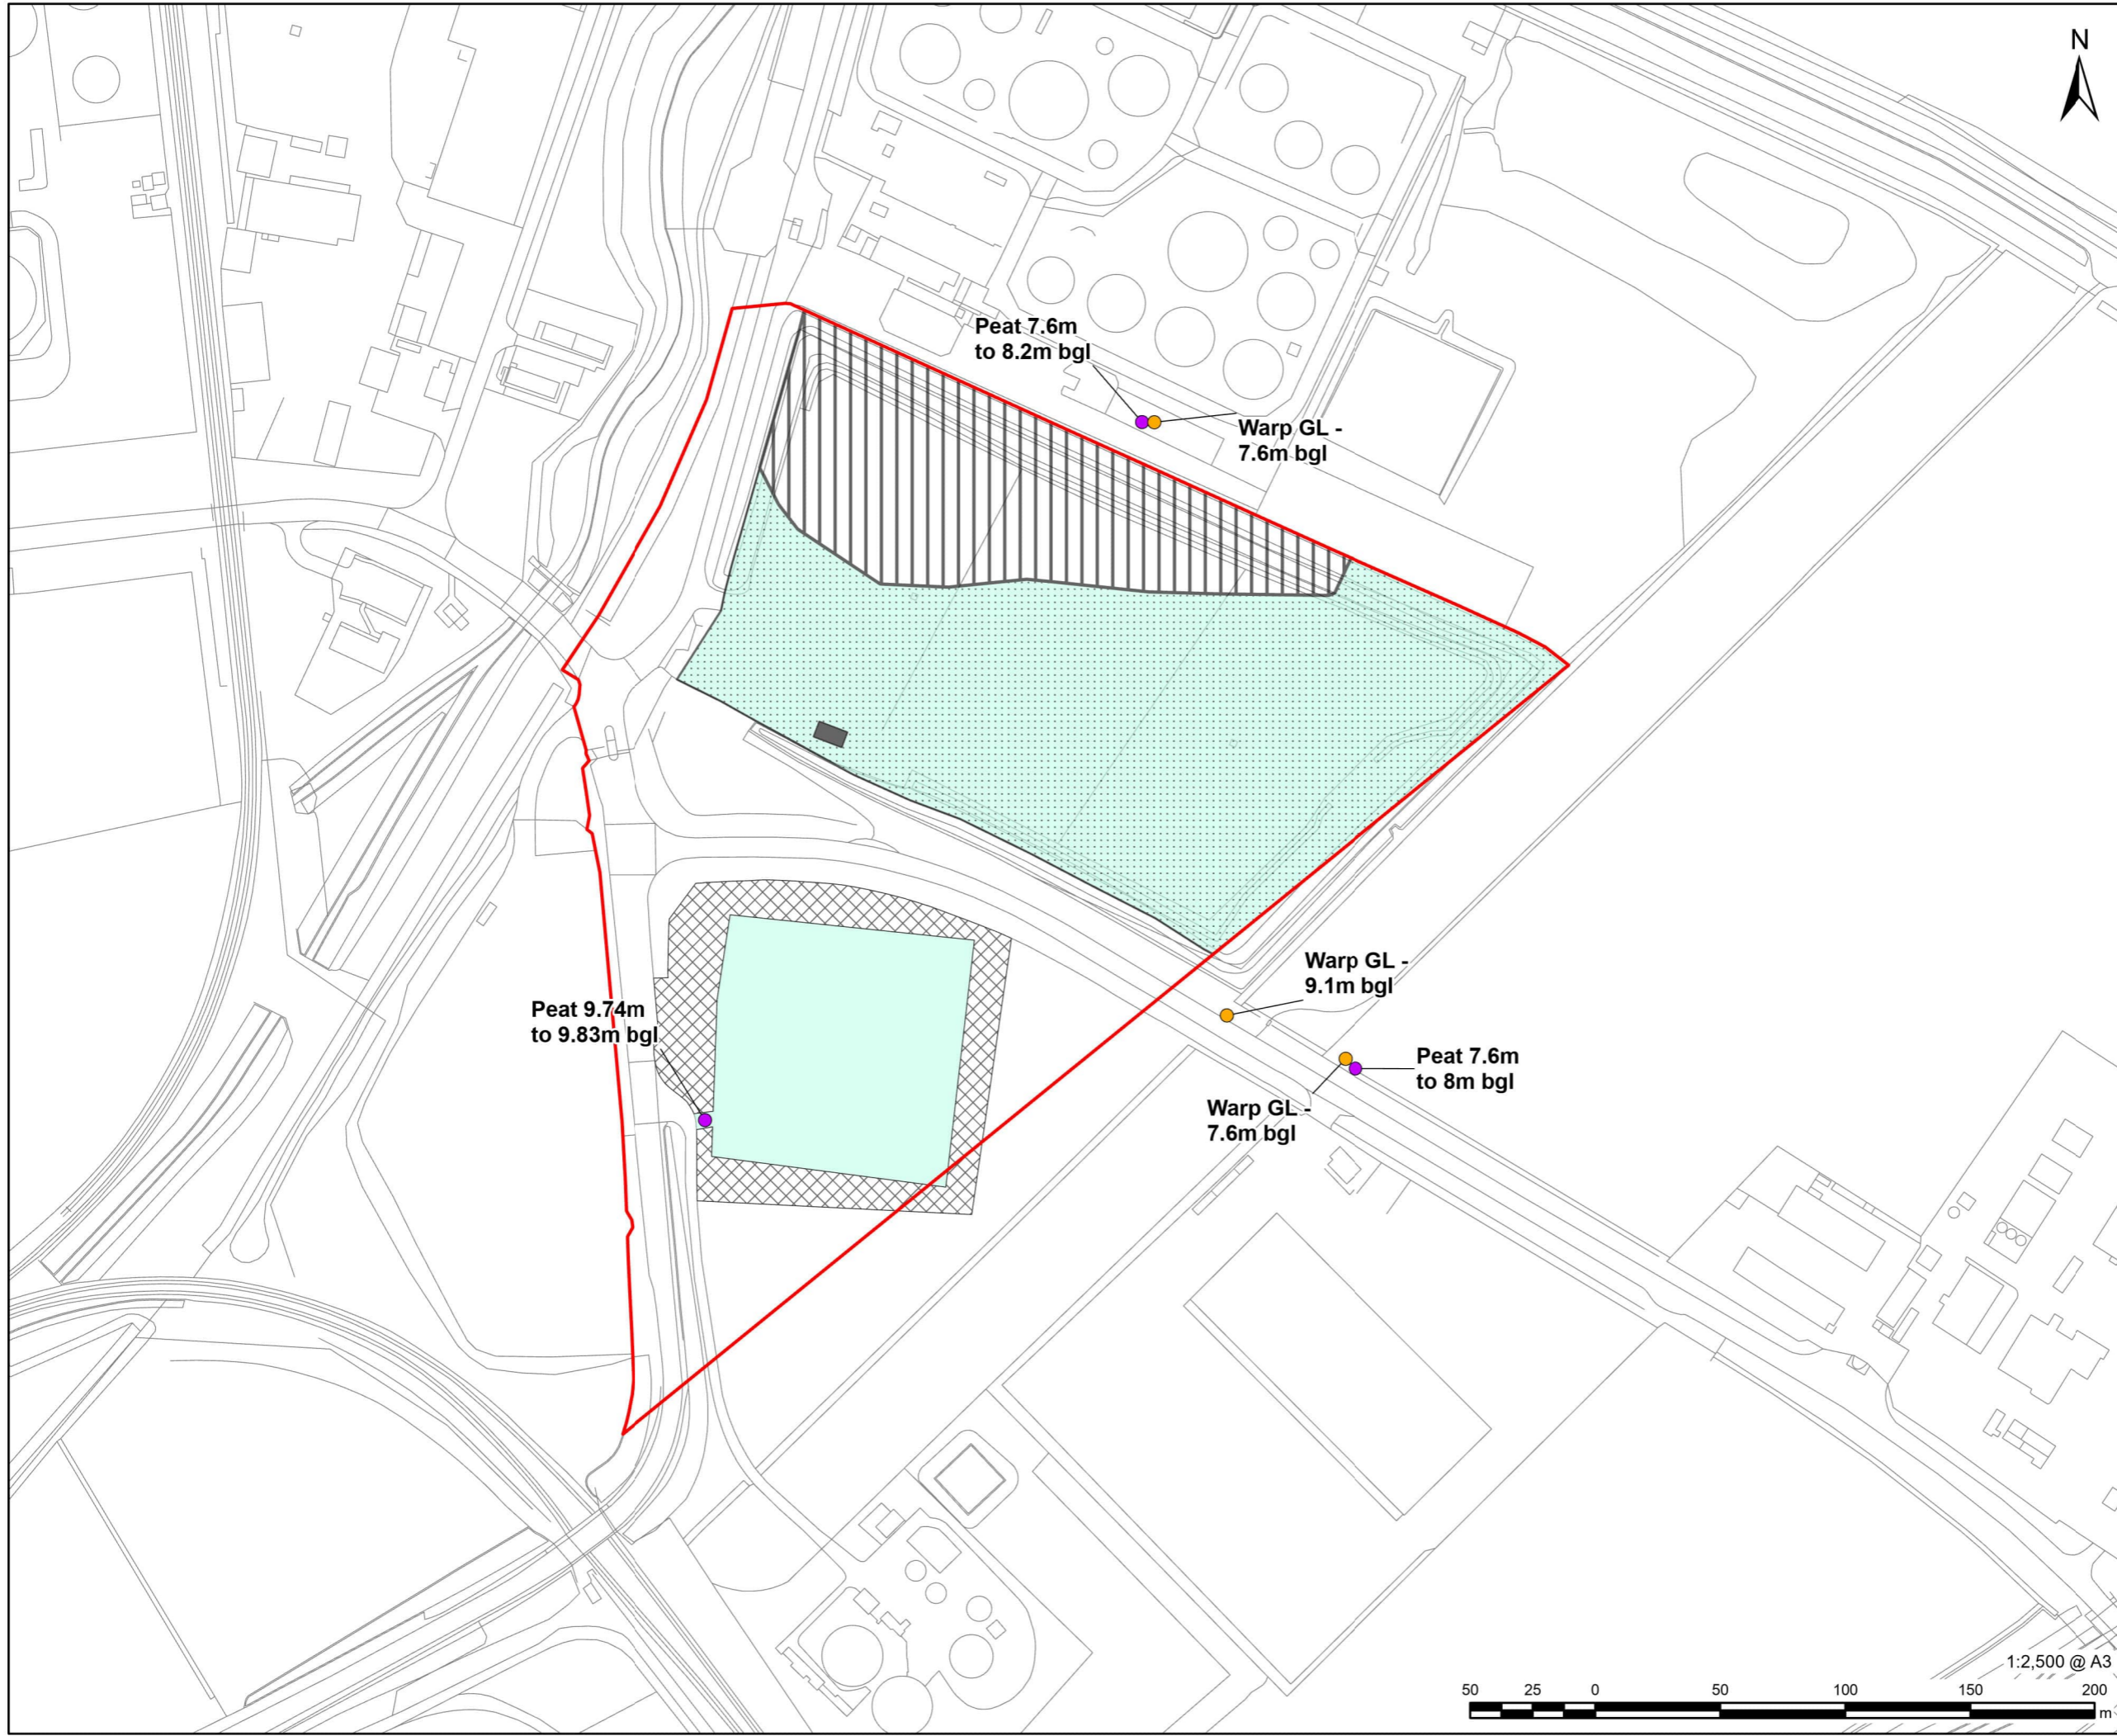 N
Peat 7.6m
to 8.2m bgl
Warp GL -
7.6m bgl
Warp GL -
9.1m bgl
Peat 9.74m
to 9.83m bgl
Peat 7.6m
to 8m bgl
Warp GL -
7.6m bgl
1:2,500 @ A3
50 25 0 50 100 150 200
m